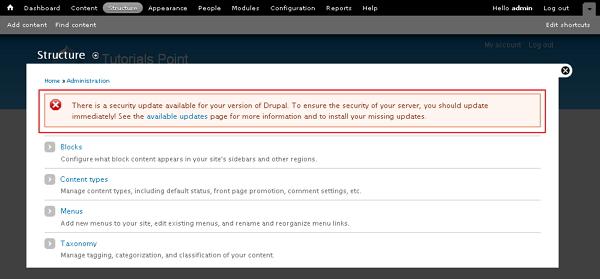 Dashboard Content Structure Appearance People Modules Configuration Reports Help Hello admin Log out
Add content Find content Edit shortcuts
My account Log out
Structure
Tutorials Point
Home » Administration
There is a security update available for your version of Drupal. To ensure the security of your server, you should update
immediately! See the available updates page for more information and to install your missing updates.
Blocks
Configure what block content appears in your site's sidebars and other regions.
Content types
Manage content types, including default status, front page promotion, comment settings, etc.
Menus
Add new menus to your site, edit existing menus, and rename and reorganize menu links.
Taxonomy
Manage tagging, categorization, and classification of your content.